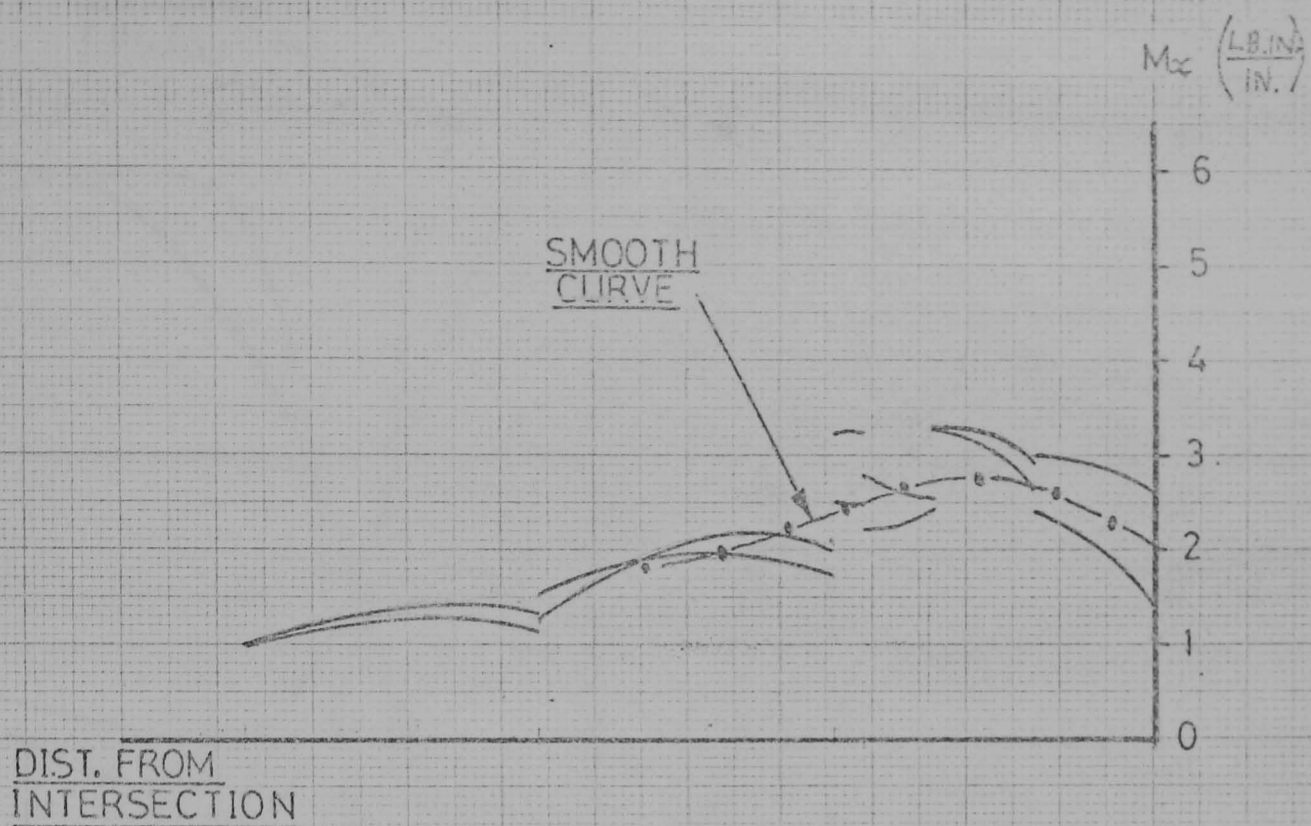 Mx (LB.IN. / IN.)
6
SMOOTH
CURVE
5
4
3.
2
1
0
DIST. FROM
INTERSECTION